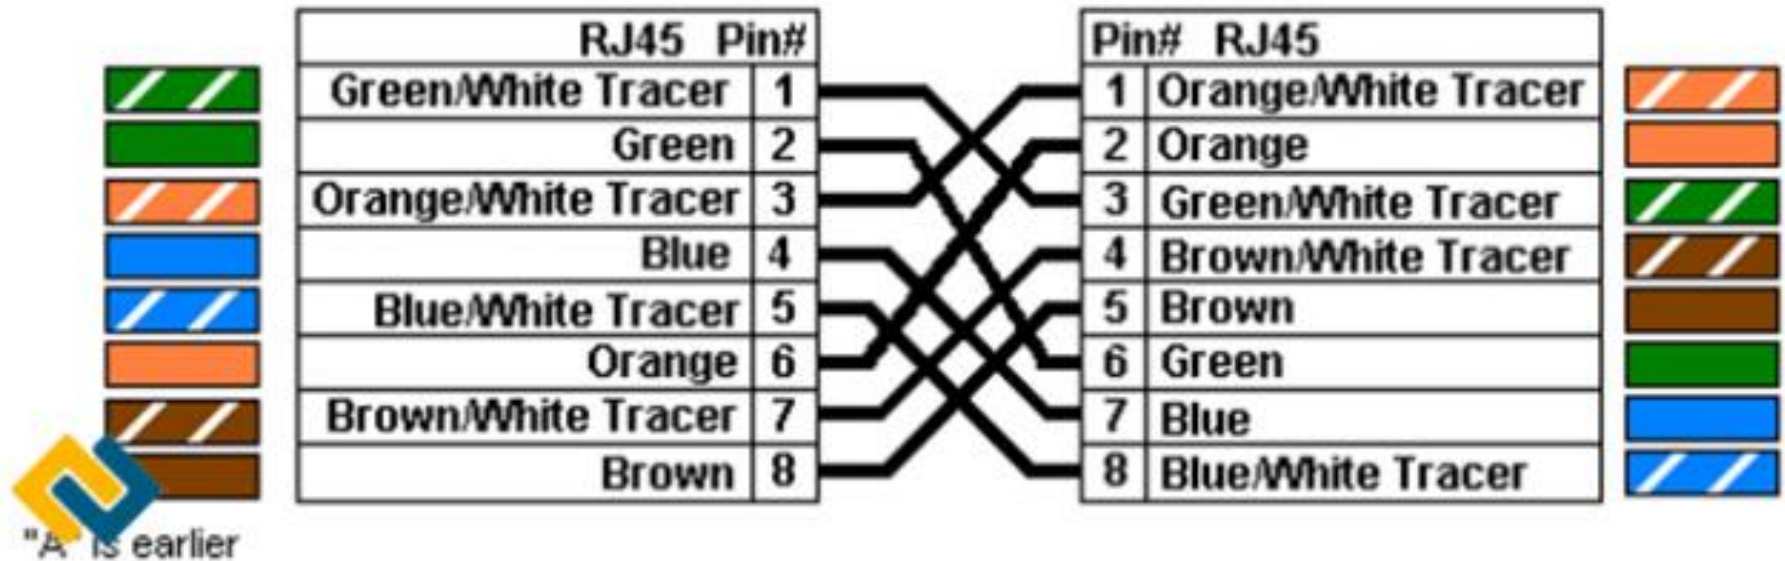 RJ45 Pin#
Green/White Tracer 1
Green 2
Orange/White Tracer 3
Blue 4
Blue/White Tracer 5
Orange 6
Brown/White Tracer 7
Brown 8
Pin# RJ45
1 Orange/White Tracer
2 Orange
3 Green/White Tracer
4 Brown/White Tracer
5 Brown
6 Green
7 Blue
8 Blue/White Tracer
"A" is earlier